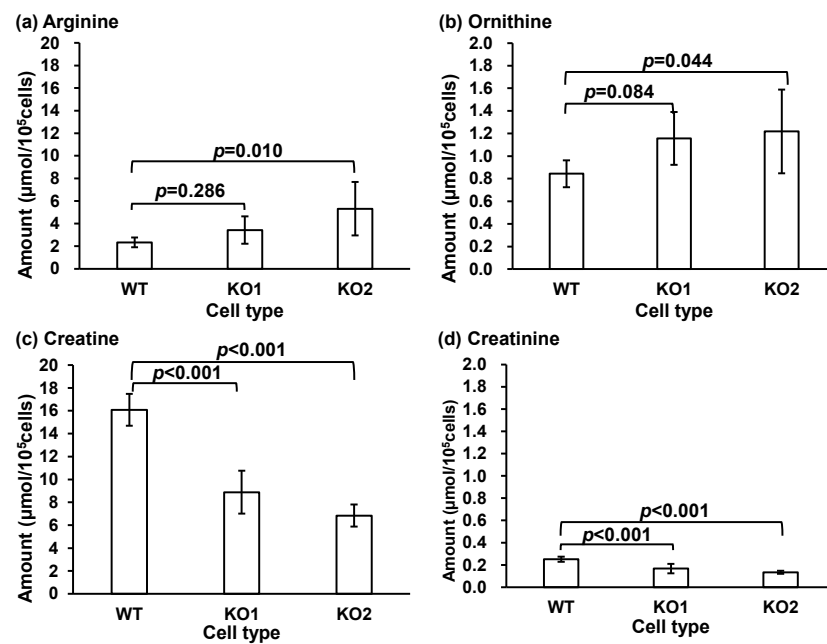 (a) Arginine
Amount (μmol/10⁵cells)
20
18
16
14
12
10
8
6
4
2
0
p=0.010
p=0.286
WT KO1 KO2
Cell type
(b) Ornithine
Amount (μmol/10⁵cells)
2.0
1.8
1.6
1.4
1.2
1.0
0.8
0.6
0.4
0.2
0.0
p=0.044
p=0.084
WT KO1 KO2
Cell type
(c) Creatine
Amount (μmol/10⁵cells)
20
18
16
14
12
10
8
6
4
2
0
p<0.001
p<0.001
WT KO1 KO2
Cell type
(d) Creatinine
Amount (μmol/10⁵cells)
2.0
1.8
1.6
1.4
1.2
1.0
0.8
0.6
0.4
0.2
0.0
p<0.001
p<0.001
WT KO1 KO2
Cell type